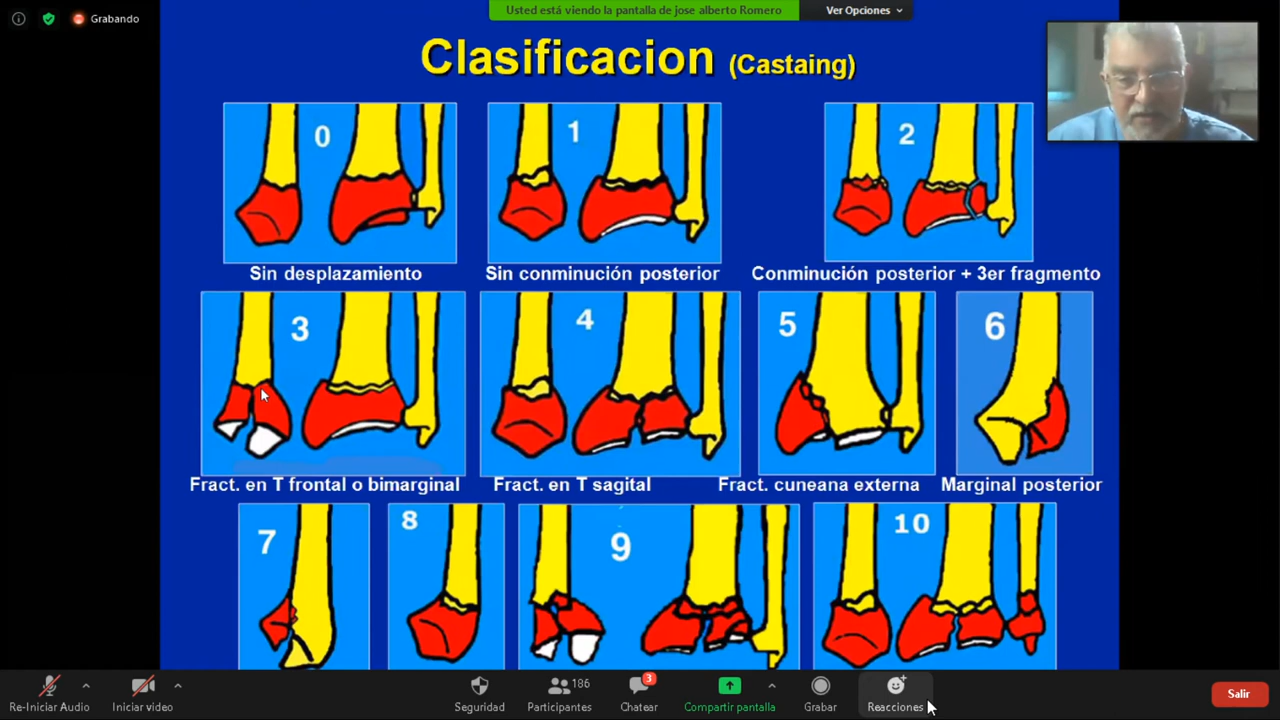 Grabando
Usted está viendo la pantalla de jose alberto Romero
Ver Opciones
Clasificacion (Castaing)
0
1
2
Sin desplazamiento
Sin conminución posterior
Conminución posterior + 3er fragmento
3
4
5
6
Fract. en T frontal o bimarginal
Fract. en T sagital
Fract. cuneana externa
Marginal posterior
7
8
9
10
Re-Iniciar Audio
Iniciar video
Seguridad
186
Participantes
3
Chatear
Compartir pantalla
Grabar
Reacciones
Salir